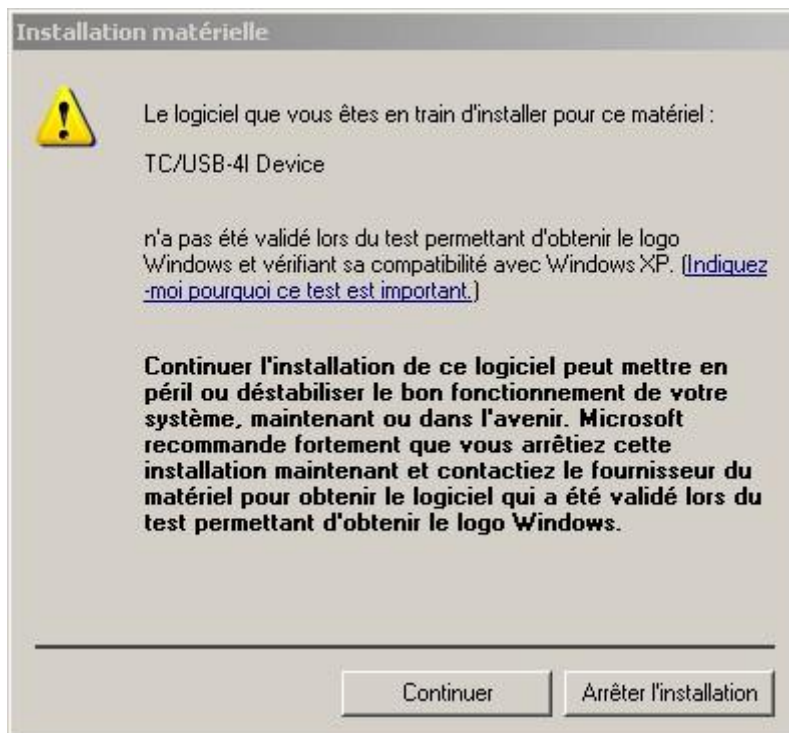 Installation matérielle
Le logiciel que vous êtes en train d'installer pour ce matériel :
TC/USB-4I Device
n'a pas été validé lors du test permettant d'obtenir le logo
Windows et vérifiant sa compatibilité avec Windows XP. (Indiquez
-moi pourquoi ce test est important.)
Continuer l'installation de ce logiciel peut mettre en
péril ou déstabiliser le bon fonctionnement de votre
système, maintenant ou dans l'avenir. Microsoft
recommande fortement que vous arrêtiez cette
installation maintenant et contactiez le fournisseur du
matériel pour obtenir le logiciel qui a été validé lors du
test permettant d'obtenir le logo Windows.
Continuer
Arrêter l'installation